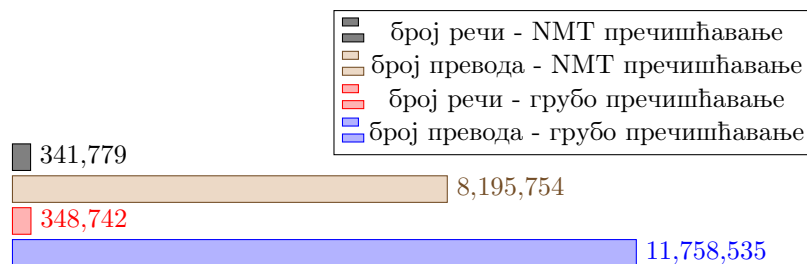 број речи - NMT пречишћавање
број превода - NMT пречишћавање
број речи - грубо пречишћавање
број превода - грубо пречишћавање
341,779
8,195,754
348,742
11,758,535